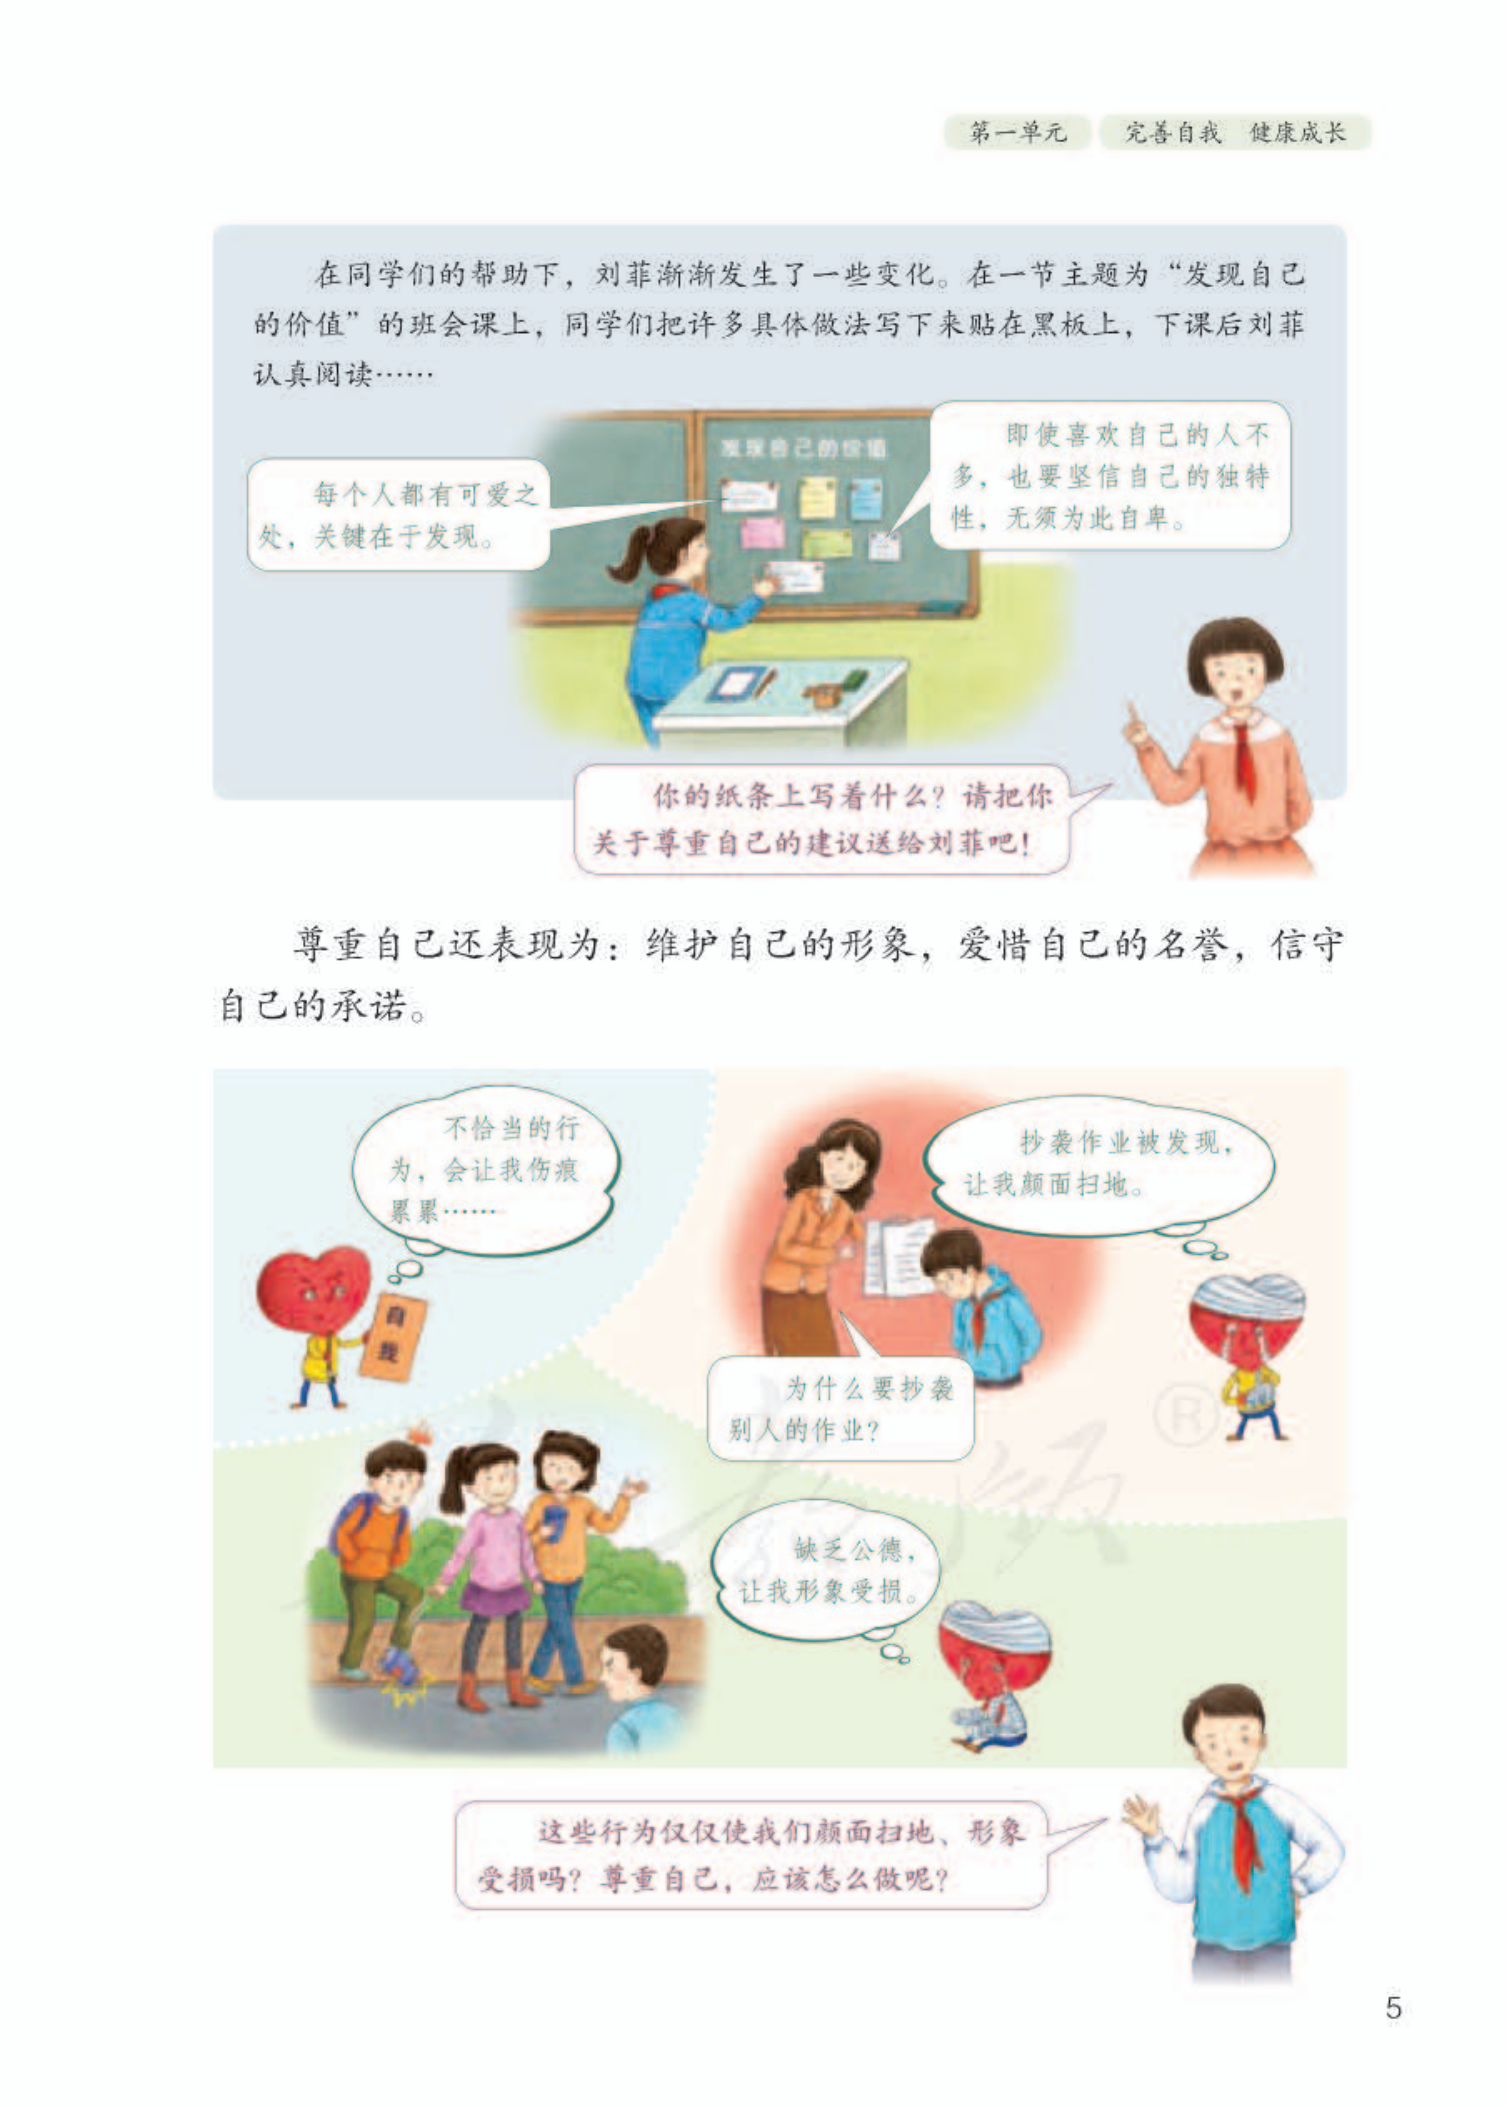 第一单元 完善自我 健康成长
在同学们的帮助下，刘菲渐渐发生了一些变化。在一节主题为“发现自己
的价值”的班会课上，同学们把许多具体做法写下来贴在黑板上，下课后刘菲
认真阅读……
发现自己的价值
每个人都有可爱之
处，关键在于发现。
即使喜欢自己的人不
多，也要坚信自己的独特
性，无须为此自卑。
你的纸条上写着什么？请把你
关于尊重自己的建议送给刘菲吧！
尊重自己还表现为：维护自己的形象，爱惜自己的名誉，信守
自己的承诺。
不恰当的行
为，会让我伤痕
累累……
自
我
抄袭作业被发现，
让我颜面扫地。
为什么要抄袭
别人的作业？
缺乏公德，
让我形象受损。
这些行为仅仅使我们颜面扫地、形象
受损吗？尊重自己，应该怎么做呢？
5